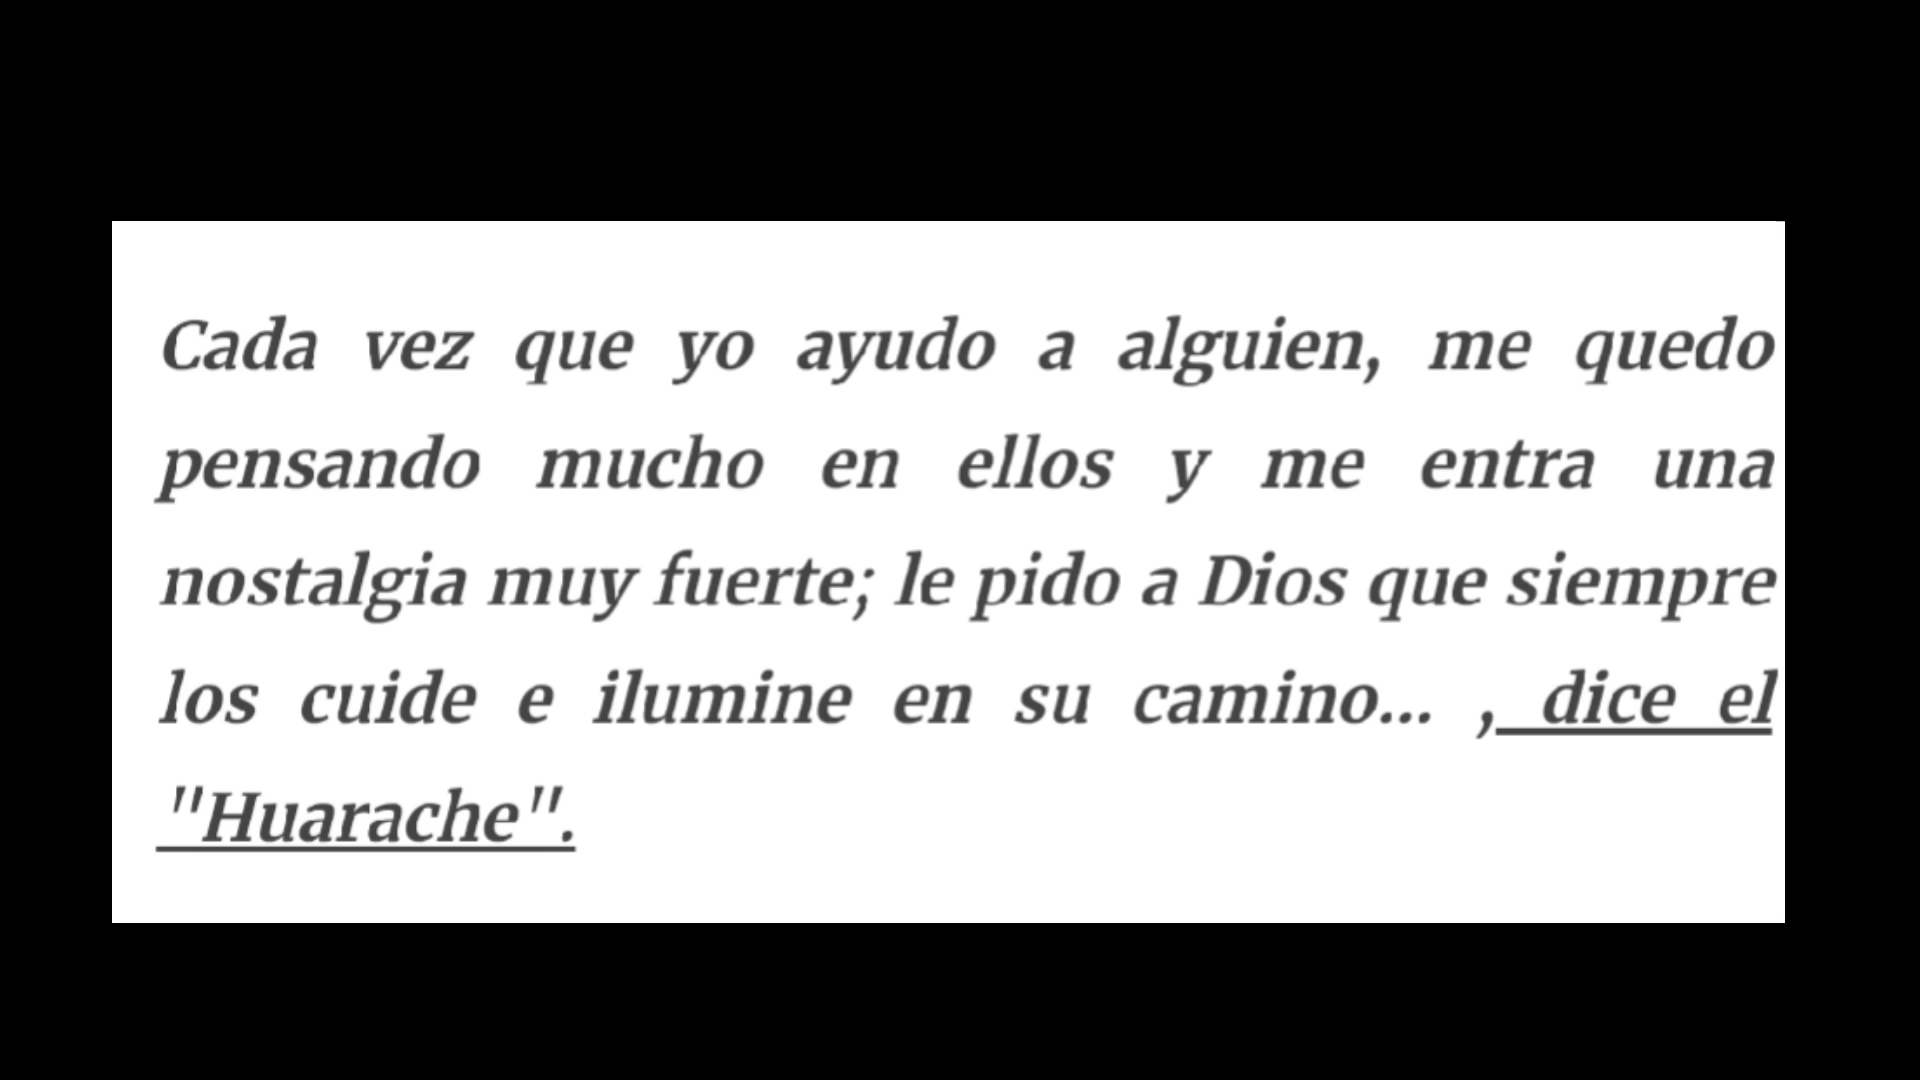 Cada vez que yo ayudo a alguien, me quedo
pensando mucho en ellos y me entra una
nostalgia muy fuerte; le pido a Dios que siempre
los cuide e ilumine en su camino... , dice el
"Huarache".